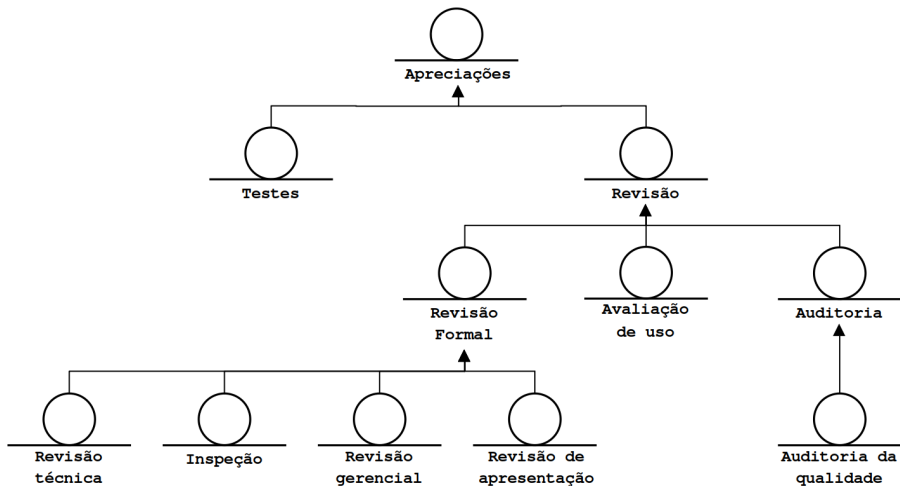 Apreciações
Testes
Revisão
Revisão
Formal
Avaliação
de uso
Auditoria
Revisão
técnica
Inspeção
Revisão
gerencial
Revisão de
apresentação
Auditoria da
qualidade